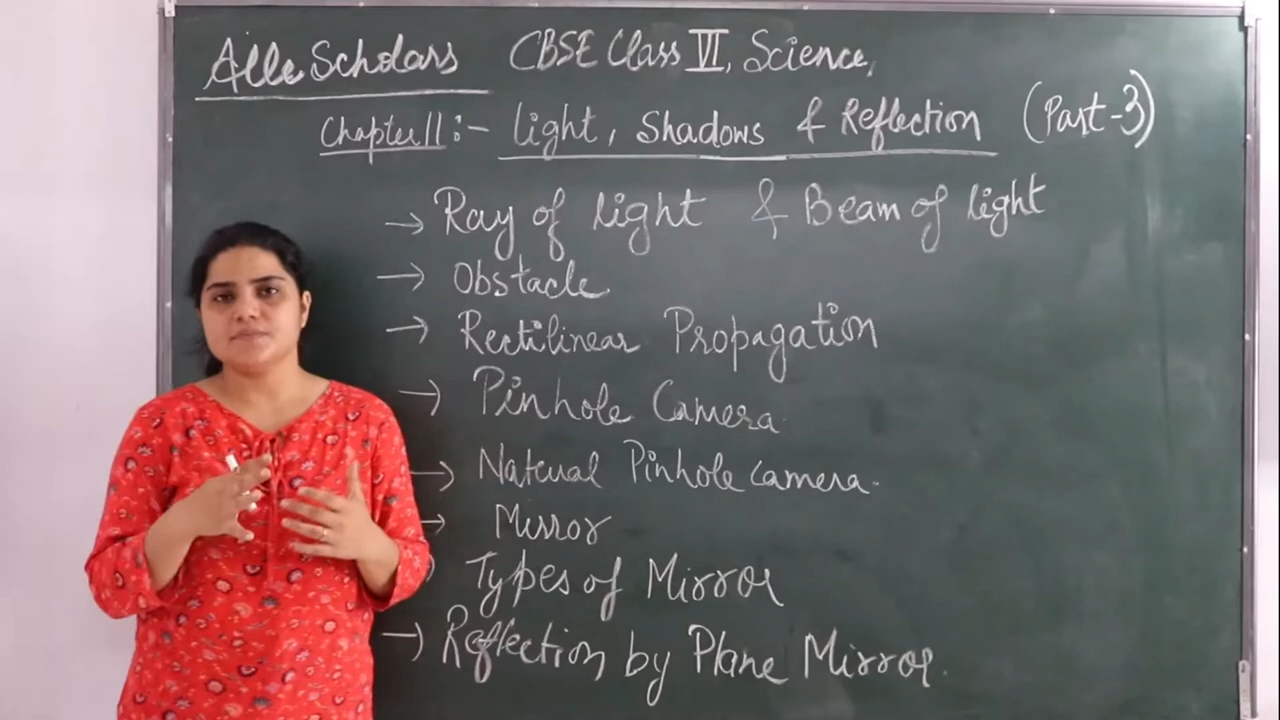 Alle Scholars CBSE Class VI, Science,
Chapter 11:- Light, Shadows & Reflection (Part-3)
→ Ray of light & Beam of light
→ Obstacle
→ Rectilinear Propagation
→ Pinhole Camera
→ Natural Pinhole camera.
→ Mirror
Types of Mirror
→ Reflection by Plane Mirror.